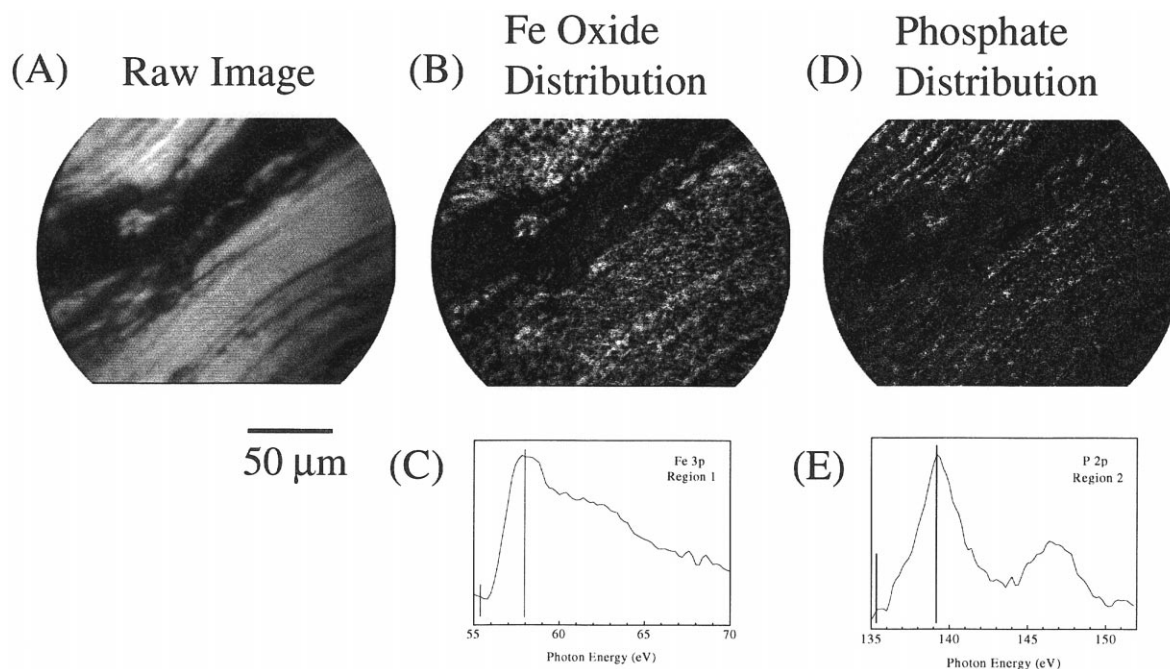 (A)
Raw Image
(B)
Fe Oxide
Distribution
(D)
Phosphate
Distribution
50 µm
(C)
Fe 3p
Region 1
55
60
65
70
Photon Energy (eV)
(E)
P 2p
Region 2
135
140
145
150
Photon Energy (eV)